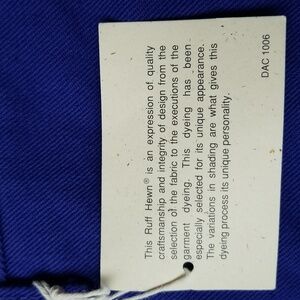 This Ruff Hewn® is an expression of quality
craftsmanship and integrity of design from the
selection of the fabric to the executions of the
garment dyeing. This dyeing has been
especially selected for its unique appearance.
The variations in shading are what gives this
dyeing process its unique personality.
DAC 1006